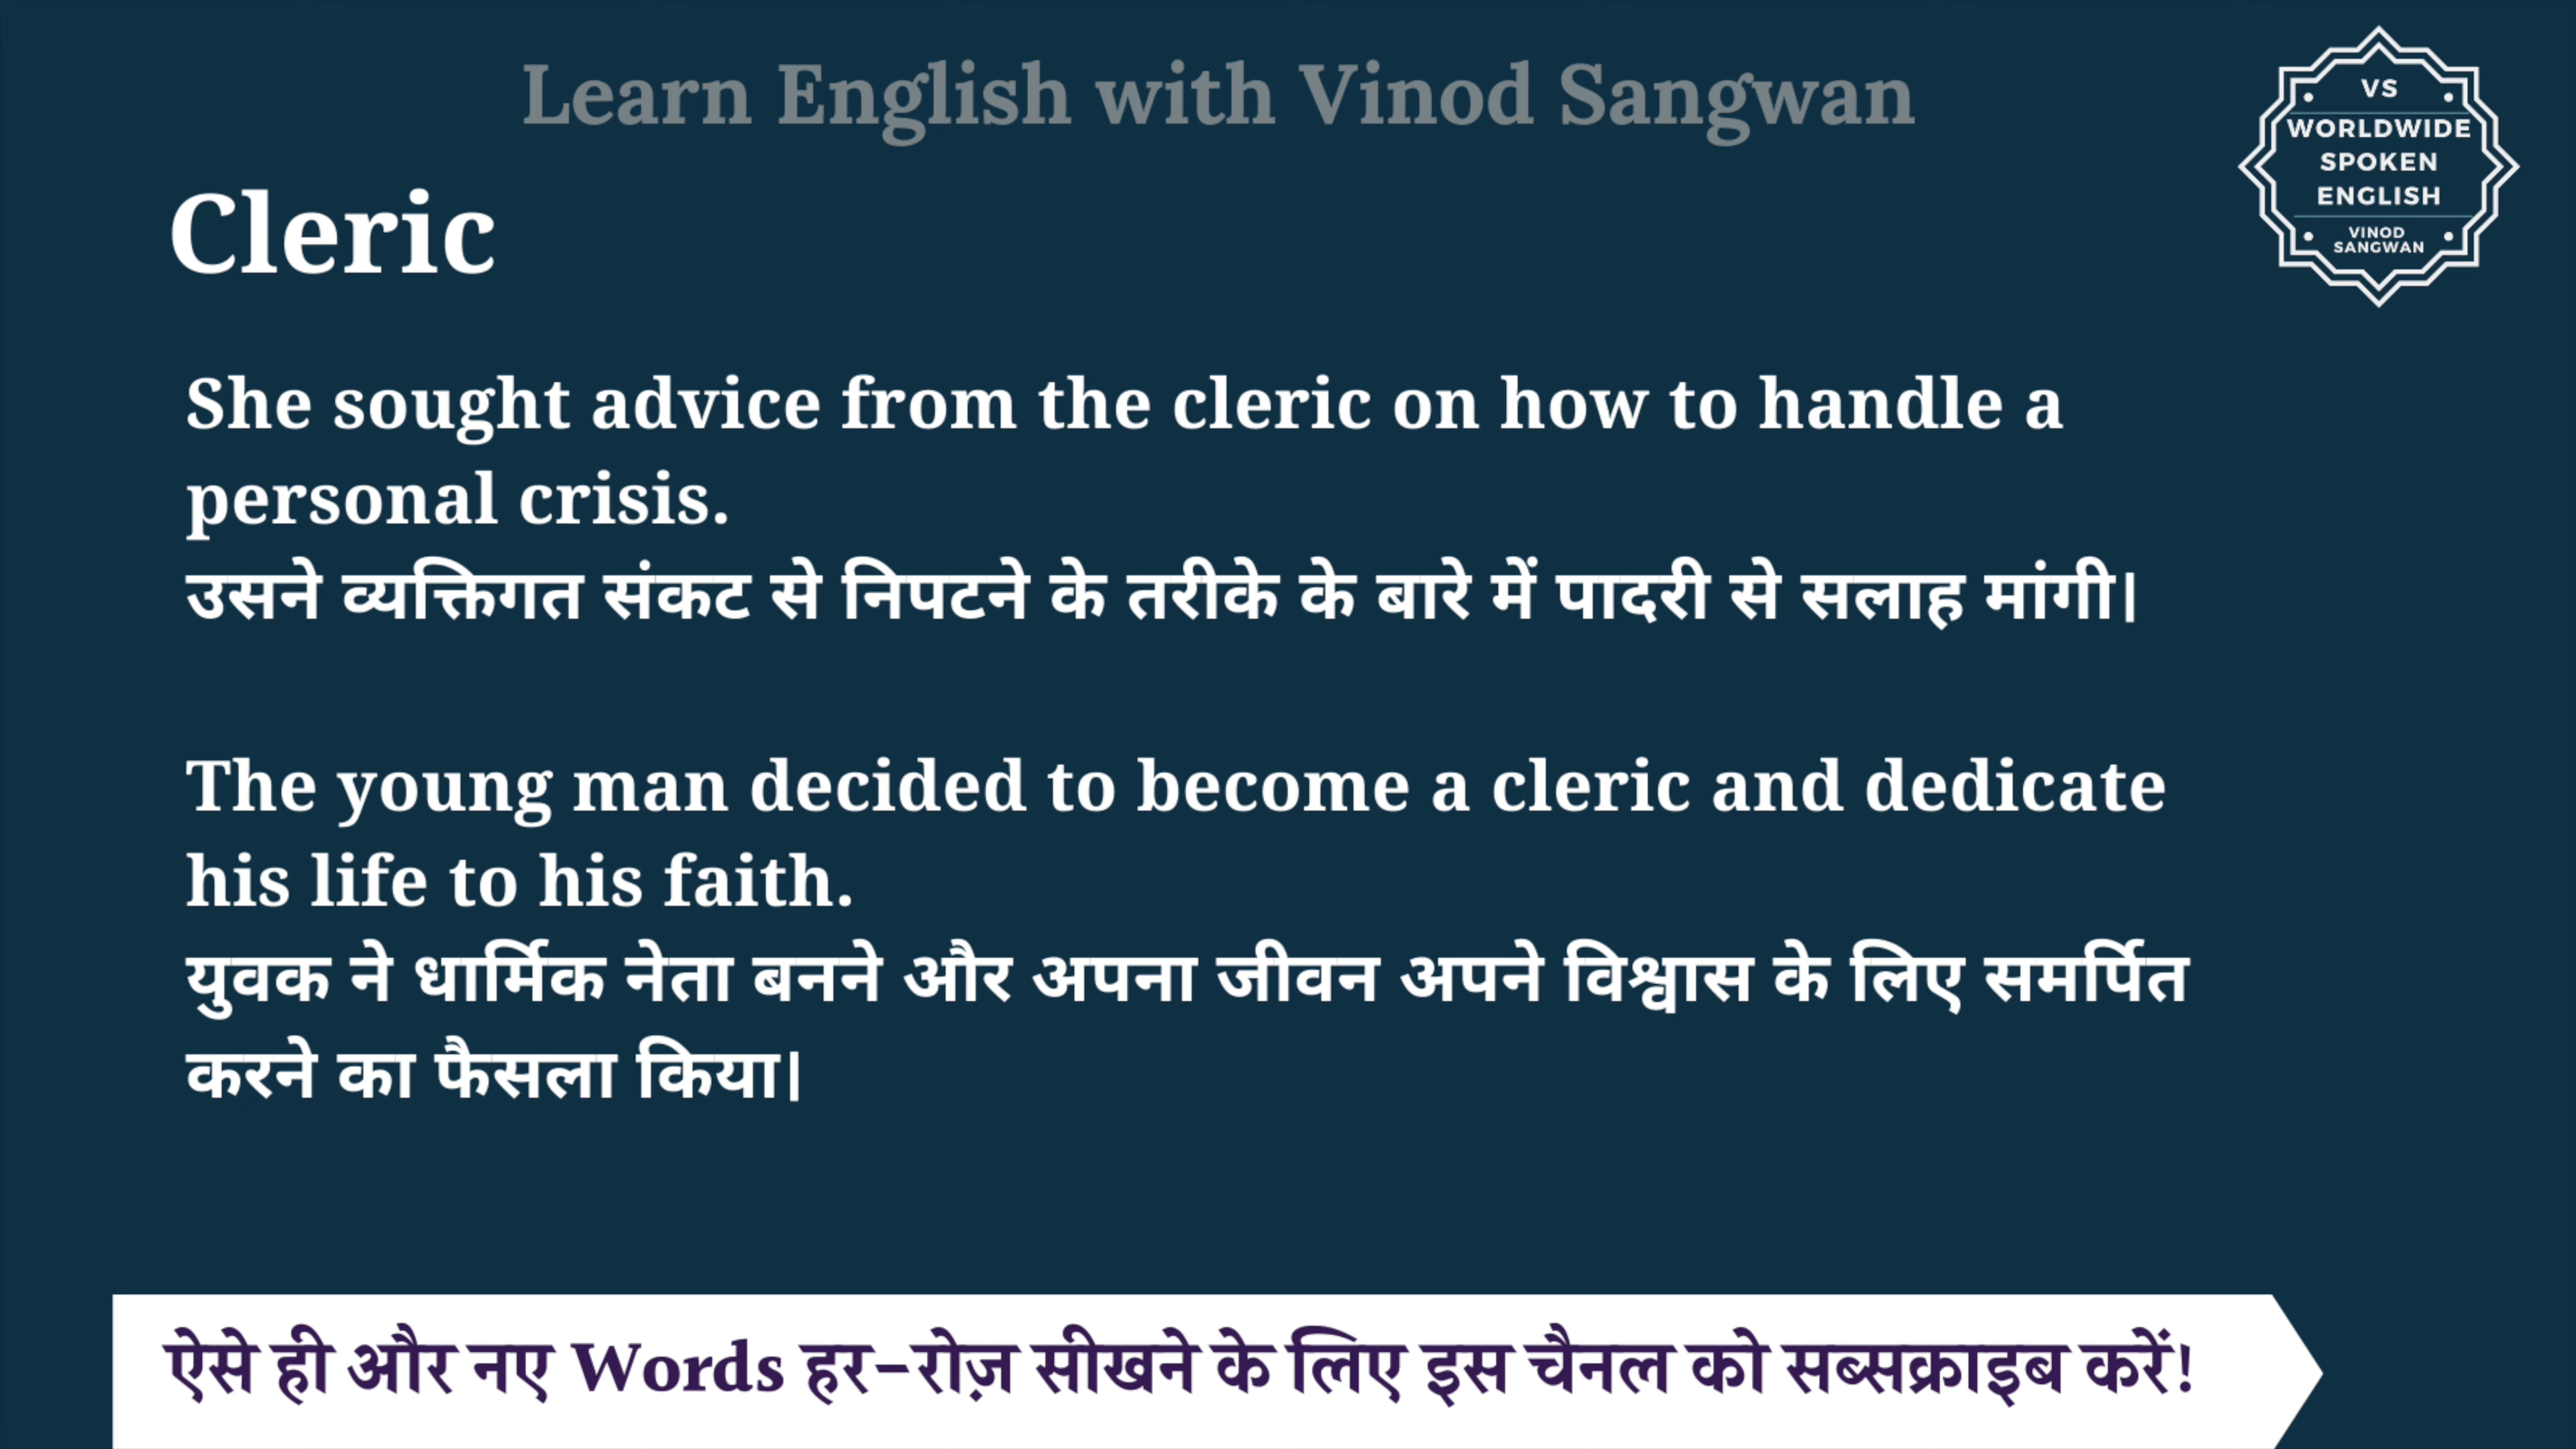 Learn English with Vinod Sangwan
VS
WORLDWIDE
SPOKEN
ENGLISH
VINOD
SANGWAN
Cleric
She sought advice from the cleric on how to handle a
personal crisis.
उसने व्यक्तिगत संकट से निपटने के तरीके के बारे में पादरी से सलाह मांगी।
The young man decided to become a cleric and dedicate
his life to his faith.
युवक ने धार्मिक नेता बनने और अपना जीवन अपने विश्वास के लिए समर्पित
करने का फैसला किया।
ऐसे ही और नए Words हर-रोज़ सीखने के लिए इस चैनल को सब्सक्राइब करें!